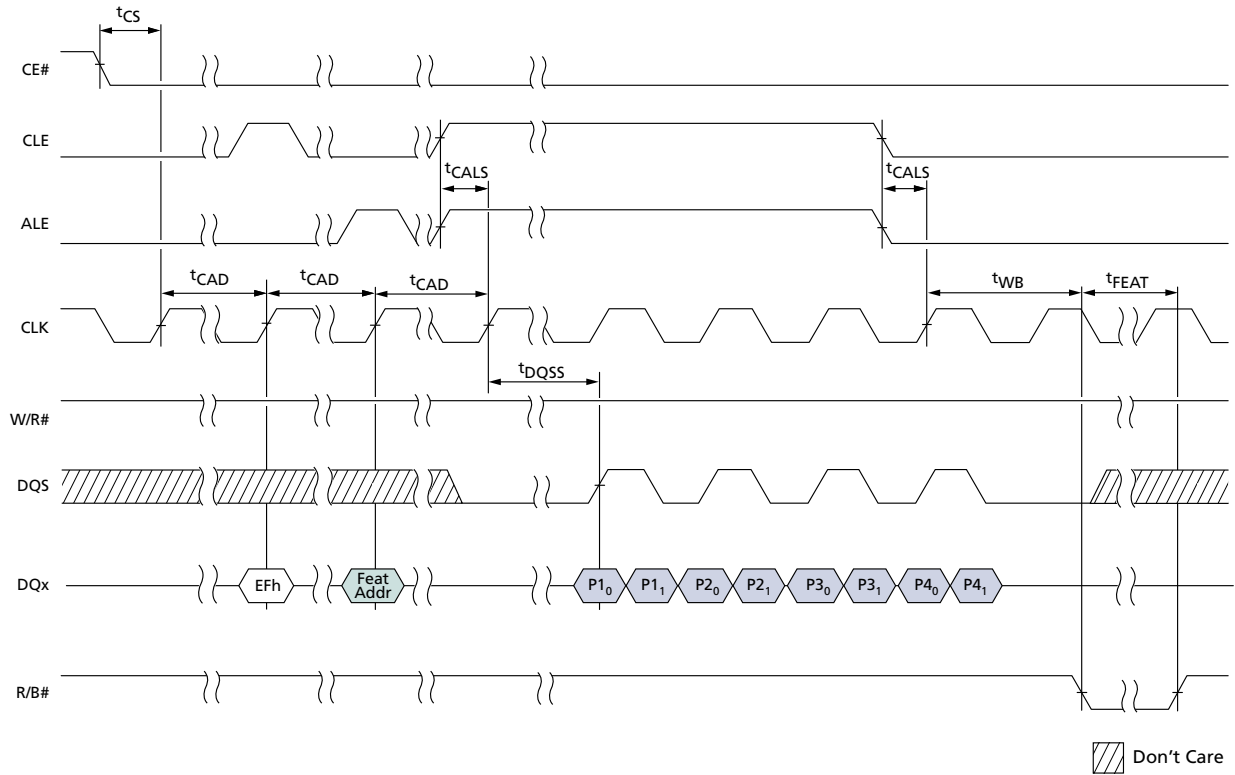 tCS
CE#
CLE
tCALS
tCALS
ALE
tCAD
tCAD
tCAD
tWB
tFEAT
CLK
tDQSS
W/R#
DQS
DQx
EFh
Feat
Addr
P10
P11
P20
P21
P30
P31
P40
P41
R/B#
Don't Care